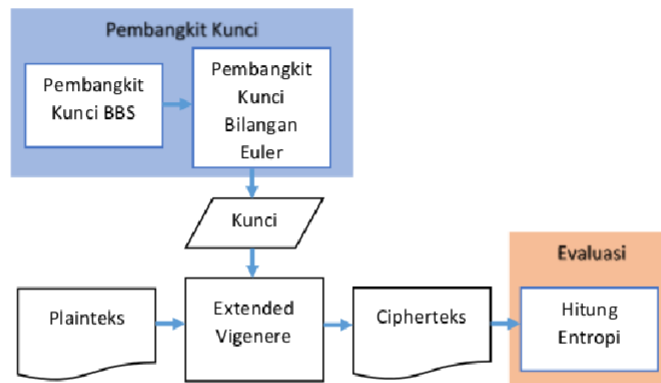 Pembangkit Kunci
Pembangkit
Kunci BBS
Pembangkit
Kunci
Bilangan
Euler
Kunci
Evaluasi
Plainteks
Extended
Vigenere
Cipherteks
Hitung
Entropi